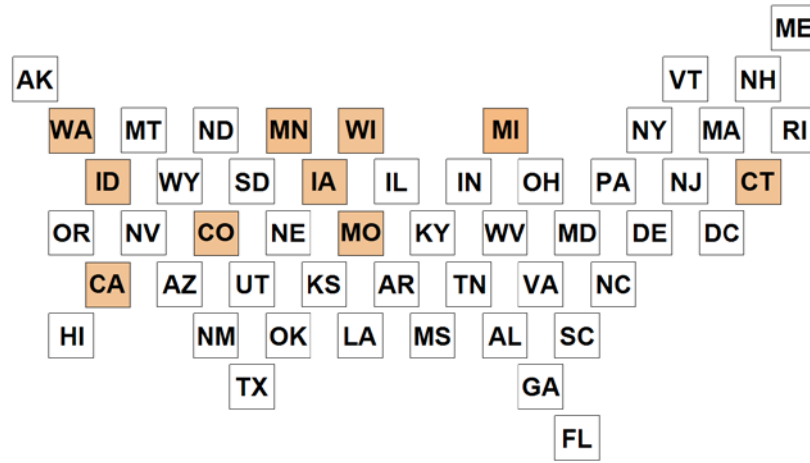 ME
AK VT NH
WA MT ND MN WI MI NY MA RI
ID WY SD IA IL IN OH PA NJ CT
OR NV CO NE MO KY WV MD DE DC
CA AZ UT KS AR TN VA NC
HI NM OK LA MS AL SC
TX GA
FL